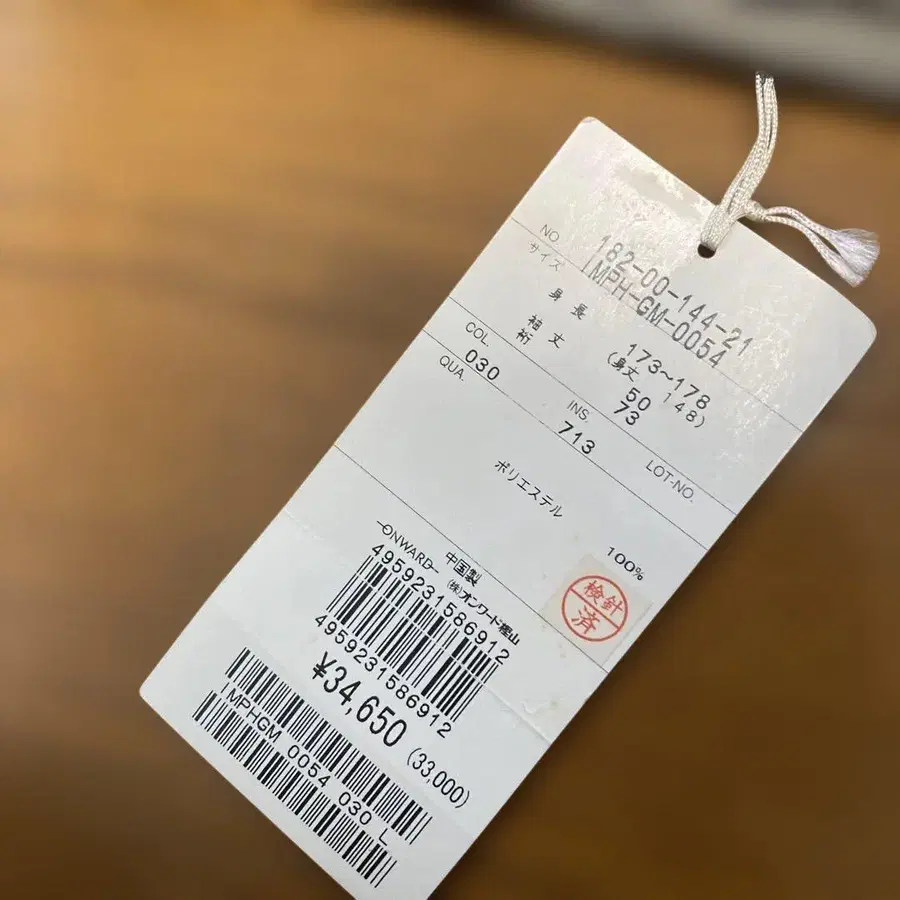 NO. 182-00-144-21
サイズ IMPH-GM-0054
身長 173~178
(身丈 148)
袖丈 50
裄 73
COL. INS. LOT-NO.
030 713
QUA.
ポリエステル 100%
中国製
ONWARD (株)オンワード樫山
4959231586912
4959231586912
¥34,650 (33,000)
IMPHGM 0054 030 L
検針
済